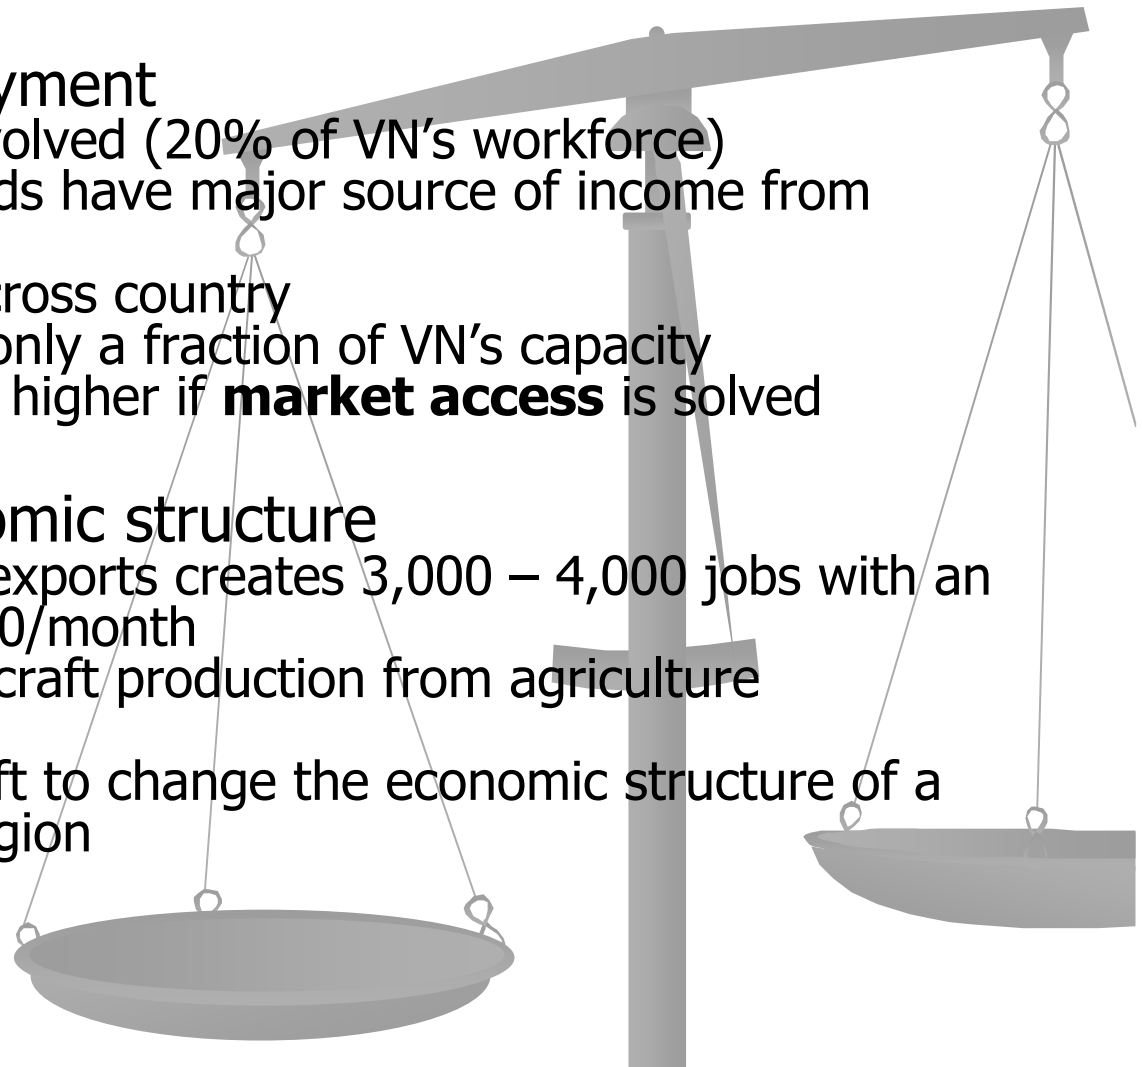 yment
volved (20% of VN’s workforce)
ds have major source of income from
cross country
only a fraction of VN’s capacity
higher if market access is solved
omic structure
exports creates 3,000 – 4,000 jobs with an
0/month
craft production from agriculture
ft to change the economic structure of a
gion